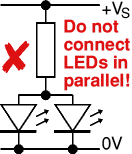 +VS
Do not
connect
LEDs in
parallel!
0V